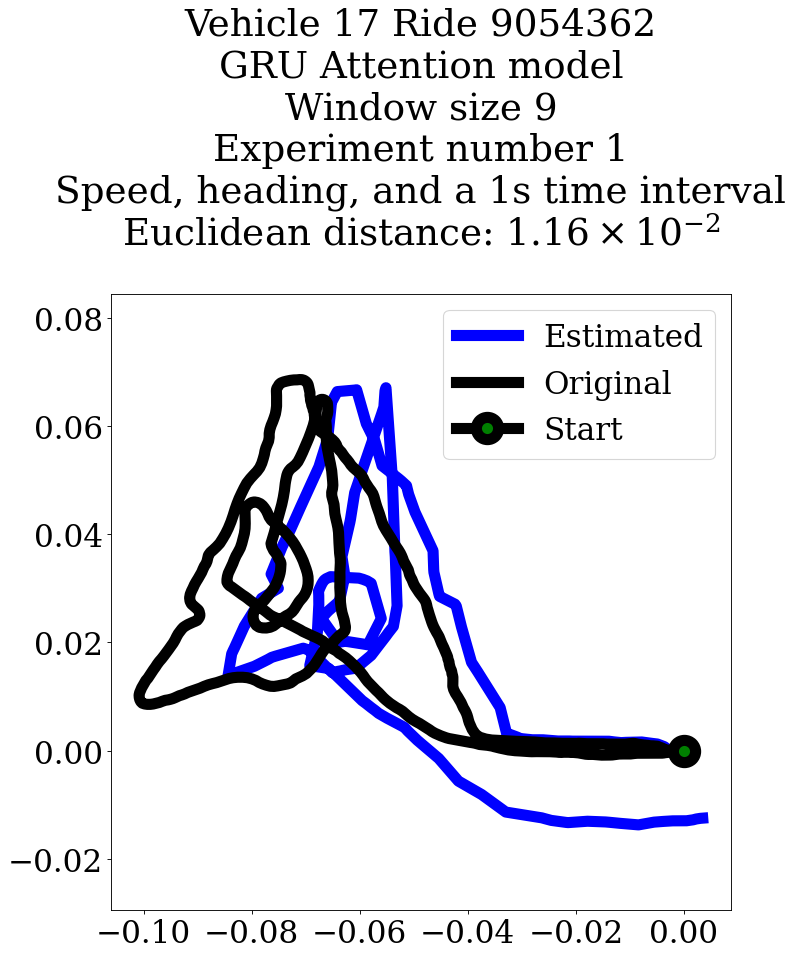 Vehicle 17 Ride 9054362
GRU Attention model
Window size 9
Experiment number 1
Speed, heading, and a 1s time interval
Euclidean distance: 1.16 × 10⁻²
Estimated
Original
Start
0.08
0.06
0.04
0.02
0.00
−0.02
−0.10 −0.08 −0.06 −0.04 −0.02 0.00